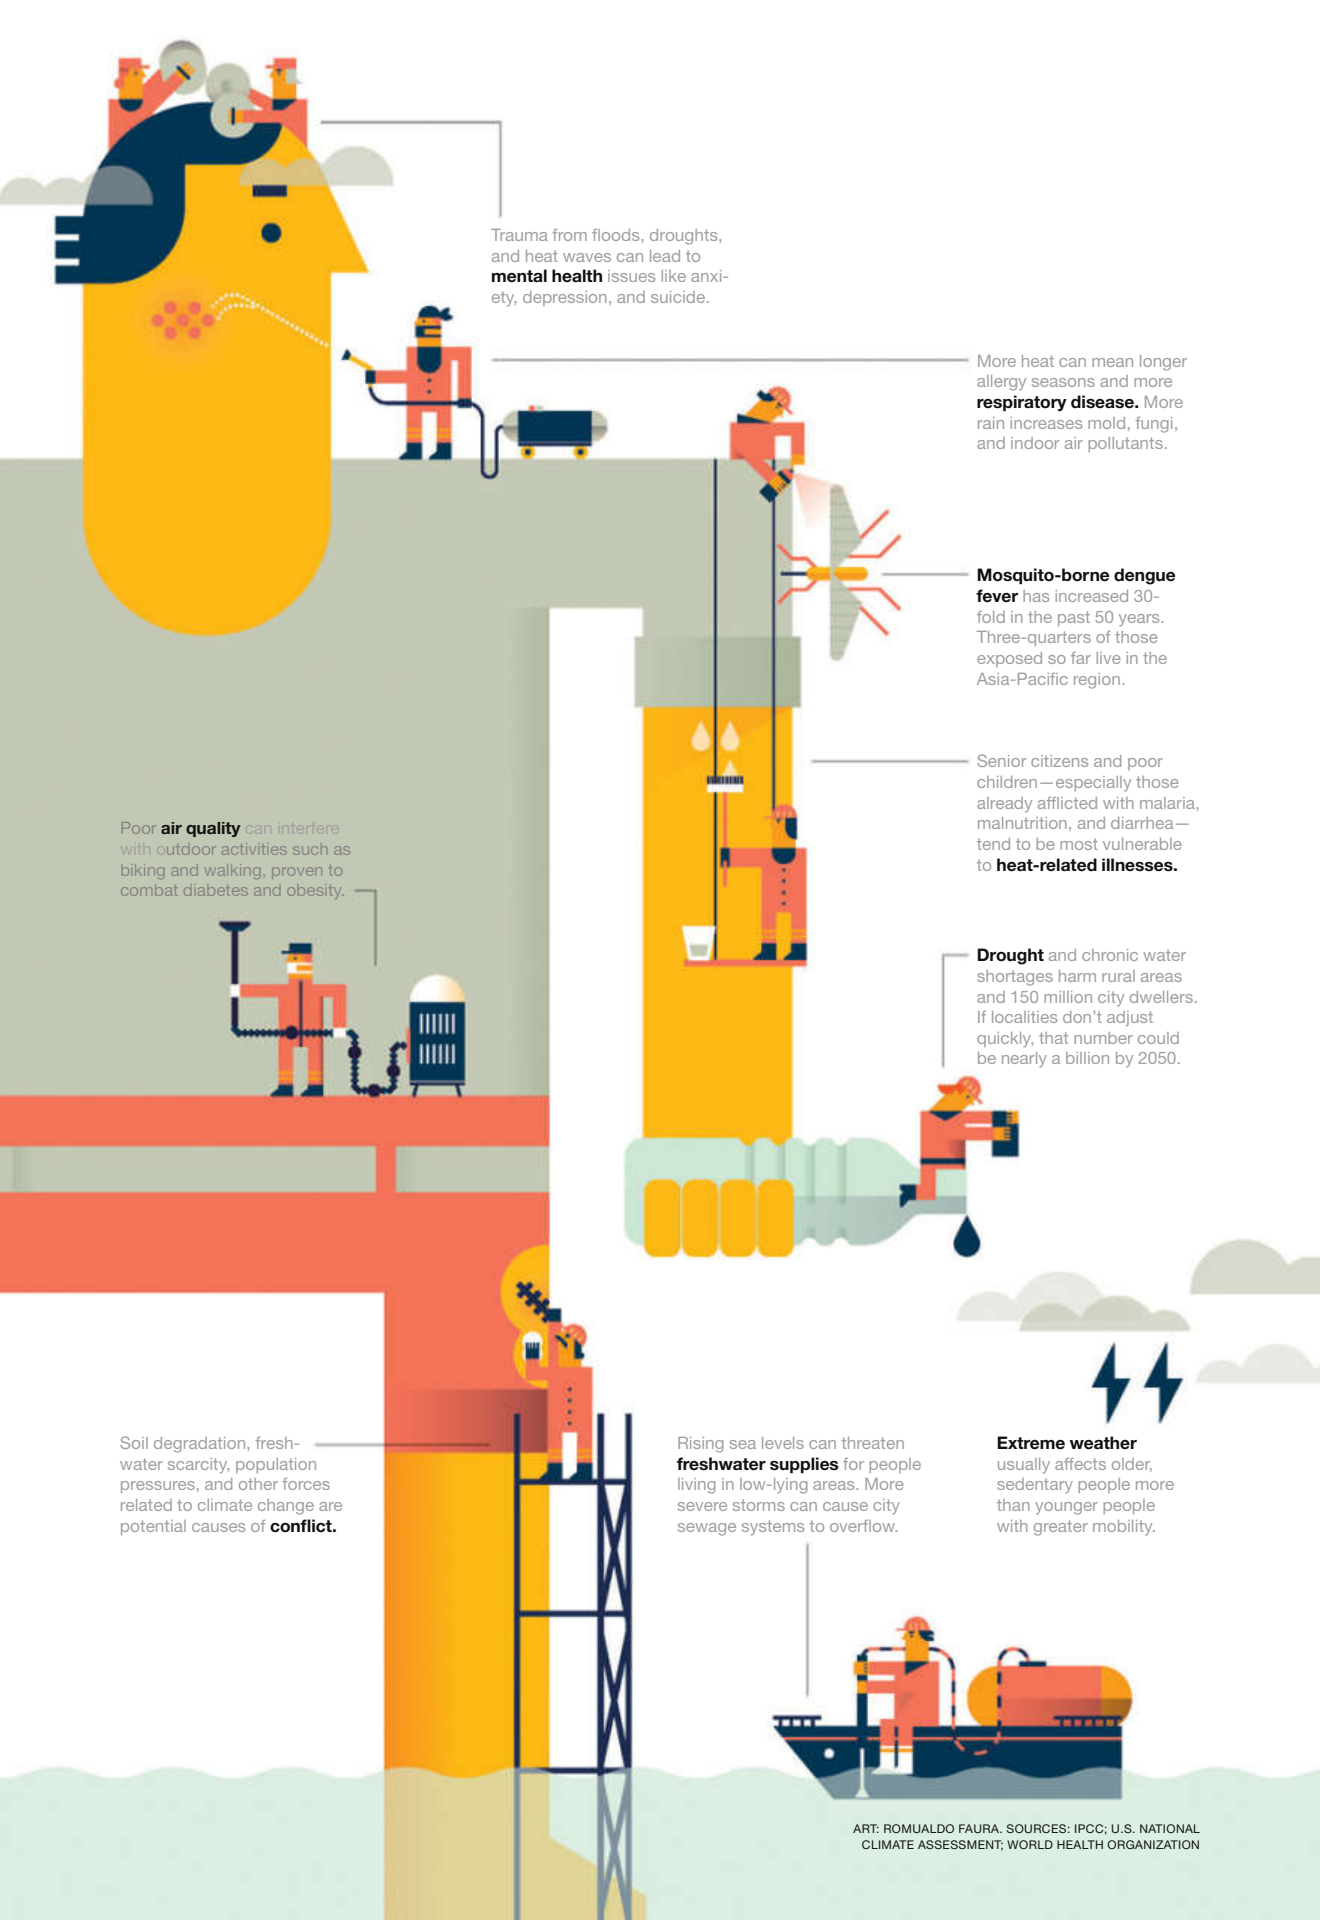 Trauma from floods, droughts,
and heat waves can lead to
mental health issues like anxi-
ety, depression, and suicide.
More heat can mean longer
allergy seasons and more
respiratory disease. More
rain increases mold, fungi,
and indoor air pollutants.
Mosquito-borne dengue
fever has increased 30-
fold in the past 50 years.
Three-quarters of those
exposed so far live in the
Asia-Pacific region.
Senior citizens and poor
children—especially those
already afflicted with malaria,
malnutrition, and diarrhea—
tend to be most vulnerable
to heat-related illnesses.
Poor air quality can interfere
with outdoor activities such as
biking and walking, proven to
combat diabetes and obesity.
Drought and chronic water
shortages harm rural areas
and 150 million city dwellers.
If localities don't adjust
quickly, that number could
be nearly a billion by 2050.
Soil degradation, fresh-
water scarcity, population
pressures, and other forces
related to climate change are
potential causes of conflict.
Rising sea levels can threaten
freshwater supplies for people
living in low-lying areas. More
severe storms can cause city
sewage systems to overflow.
Extreme weather
usually affects older,
sedentary people more
than younger people
with greater mobility.
ART: ROMUALDO FAURA. SOURCES: IPCC; U.S. NATIONAL
CLIMATE ASSESSMENT; WORLD HEALTH ORGANIZATION